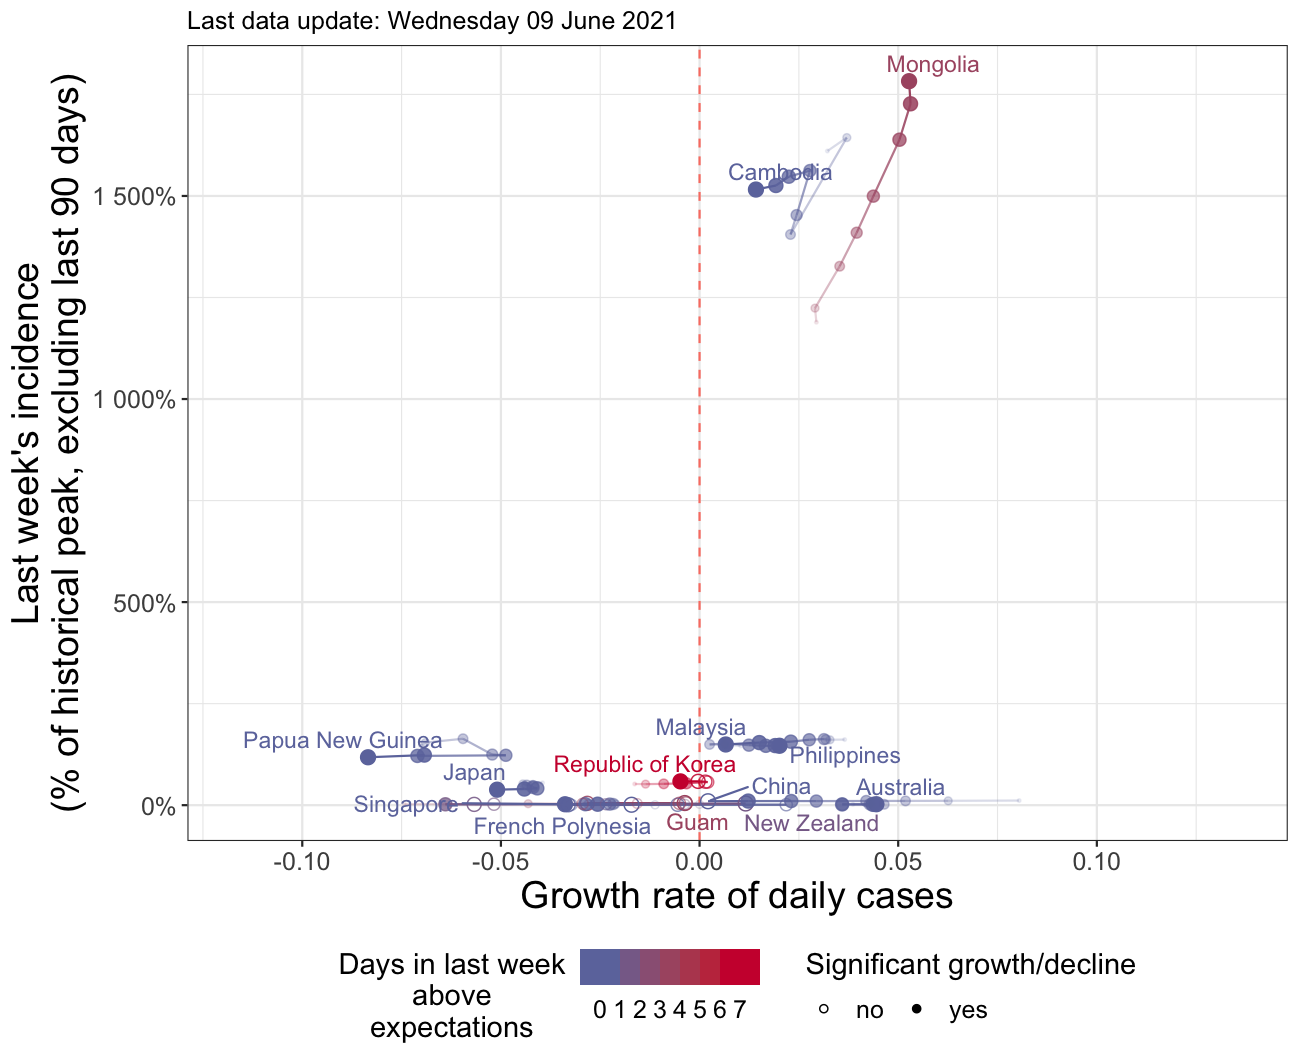 Last data update: Wednesday 09 June 2021
Last week's incidence
(% of historical peak, excluding last 90 days)
1 500%
1 000%
500%
0%
Mongolia
Cambodia
Malaysia
Papua New Guinea
Philippines
Republic of Korea
Japan
China
Australia
Singapore
French Polynesia
Guam
New Zealand
-0.10
-0.05
0.00
0.05
0.10
Growth rate of daily cases
Days in last week
above
expectations
0 1 2 3 4 5 6 7
Significant growth/decline
no
yes